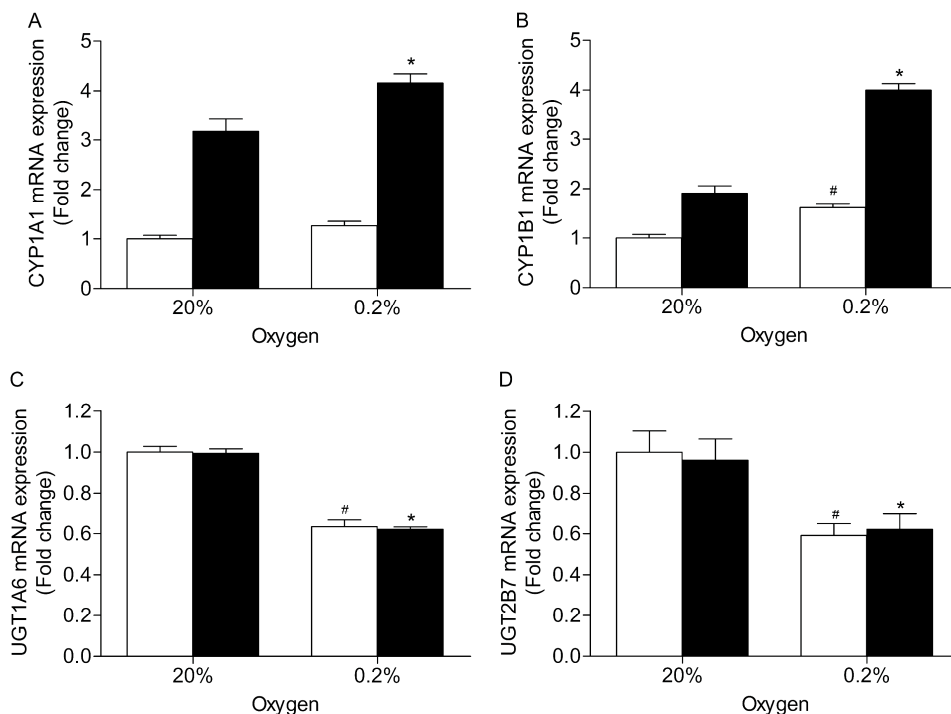 A
CYP1A1 mRNA expression
(Fold change)
5
4
3
2
1
0
*
20%
0.2%
Oxygen
B
CYP1B1 mRNA expression
(Fold change)
5
4
3
2
1
0
#
*
20%
0.2%
Oxygen
C
UGT1A6 mRNA expression
(Fold change)
1.2
1.0
0.8
0.6
0.4
0.2
0.0
#
*
20%
0.2%
Oxygen
D
UGT2B7 mRNA expression
(Fold change)
1.2
1.0
0.8
0.6
0.4
0.2
0.0
#
*
20%
0.2%
Oxygen